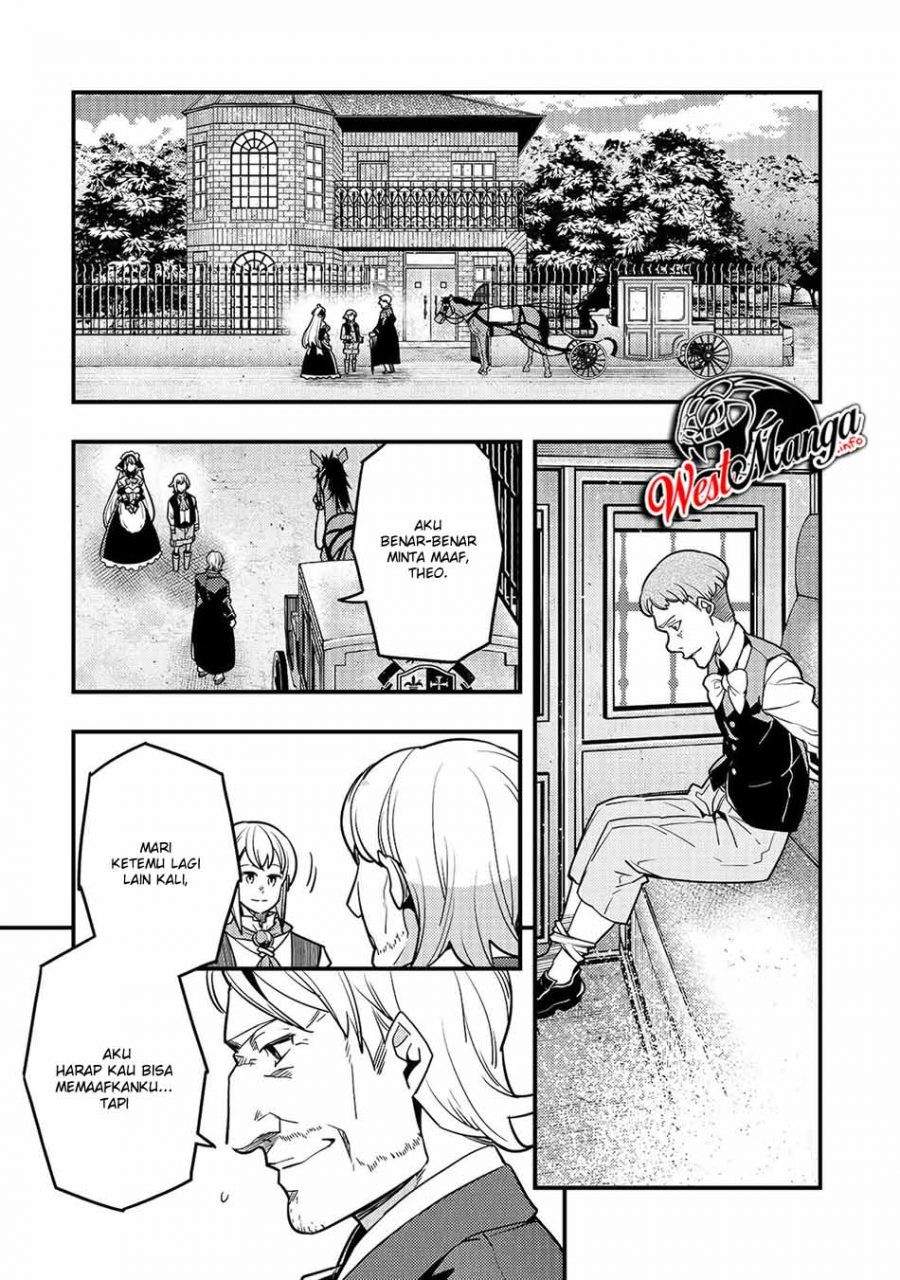 WestManga
.info
AKU
BENAR-BENAR
MINTA MAAF,
THEO.
MARI
KETEMU LAGI
LAIN KALI,
AKU
HARAP KAU BISA
MEMAAFKANKU...
TAPI